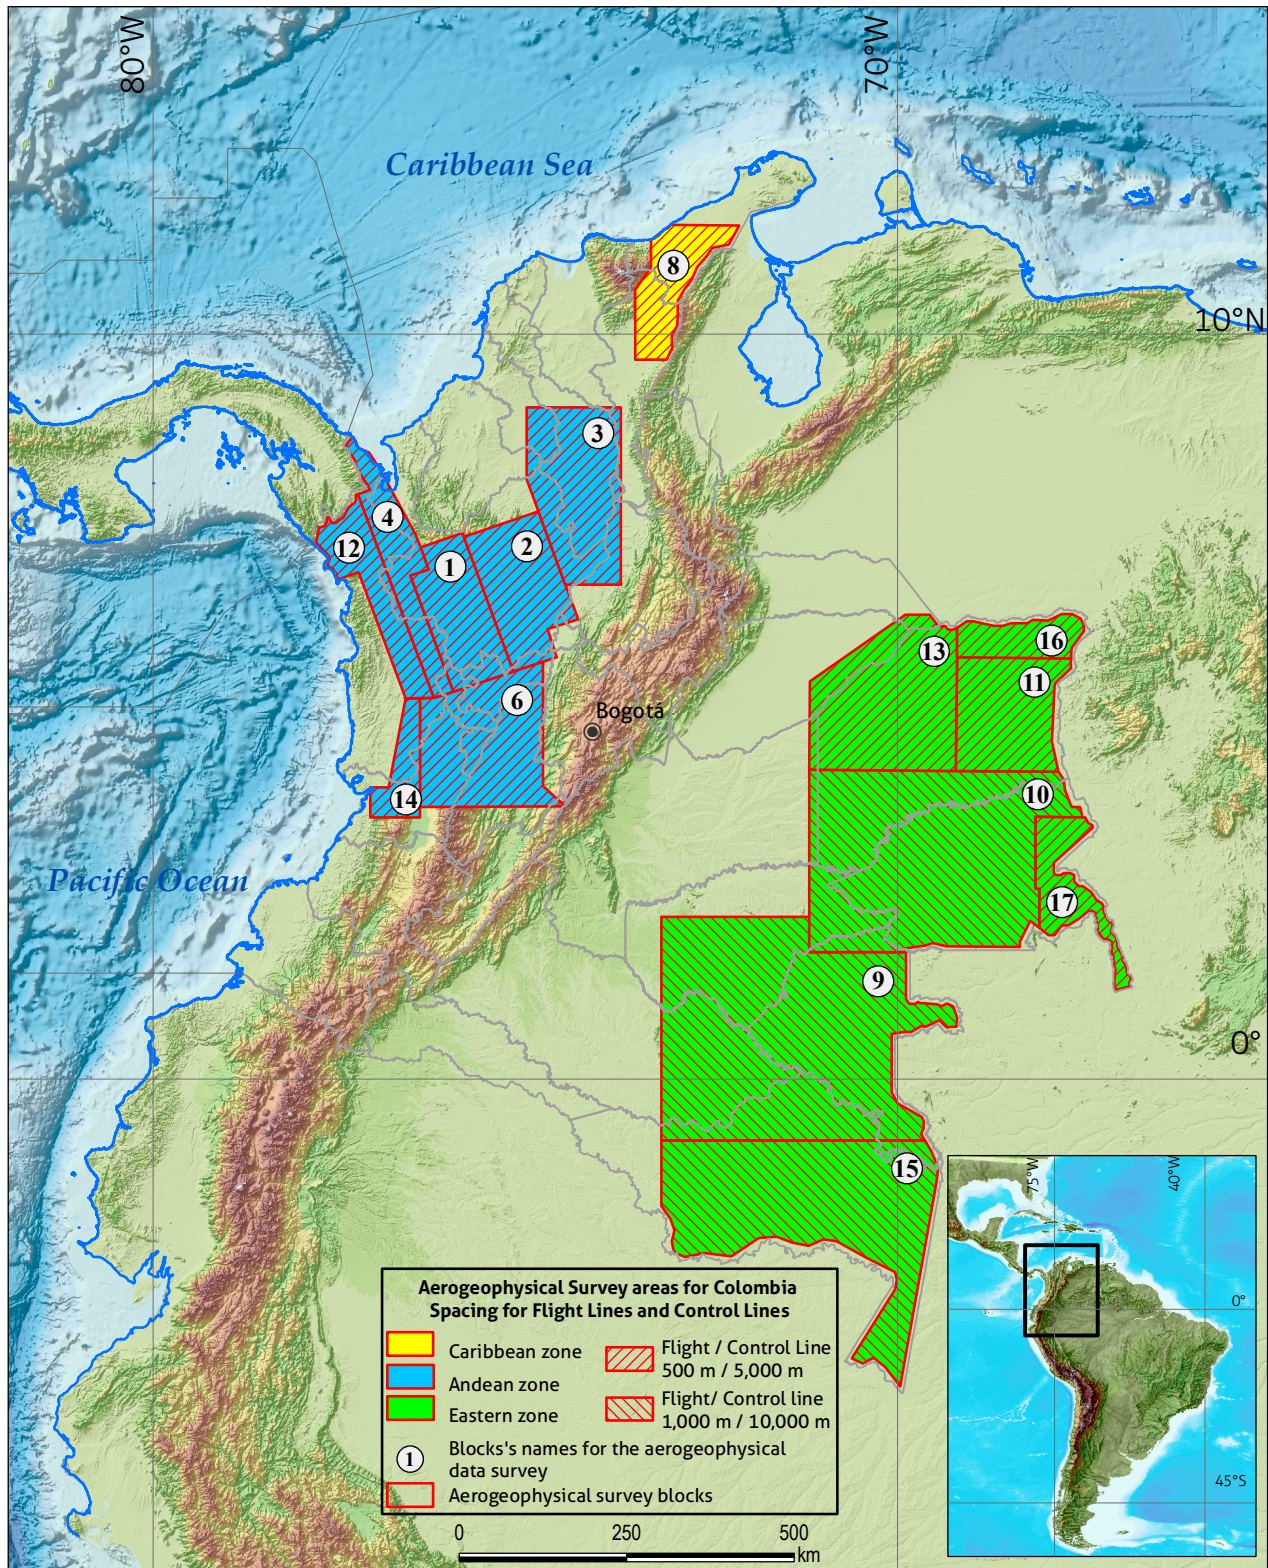 80°W
70°W
Caribbean Sea
8
10°N
3
4
12
2
1
16
13
11
6
Bogotá
14
10
Pacific Ocean
17
9
0°
15
75°W
40°W
0°
45°S
Aerogeophysical Survey areas for Colombia
Spacing for Flight Lines and Control Lines
Caribbean zone
Andean zone
Eastern zone
Flight / Control Line
500 m / 5,000 m
Flight/ Control line
1,000 m / 10,000 m
1
Blocks's names for the aerogeophysical
data survey
Aerogeophysical survey blocks
0 250 500
km